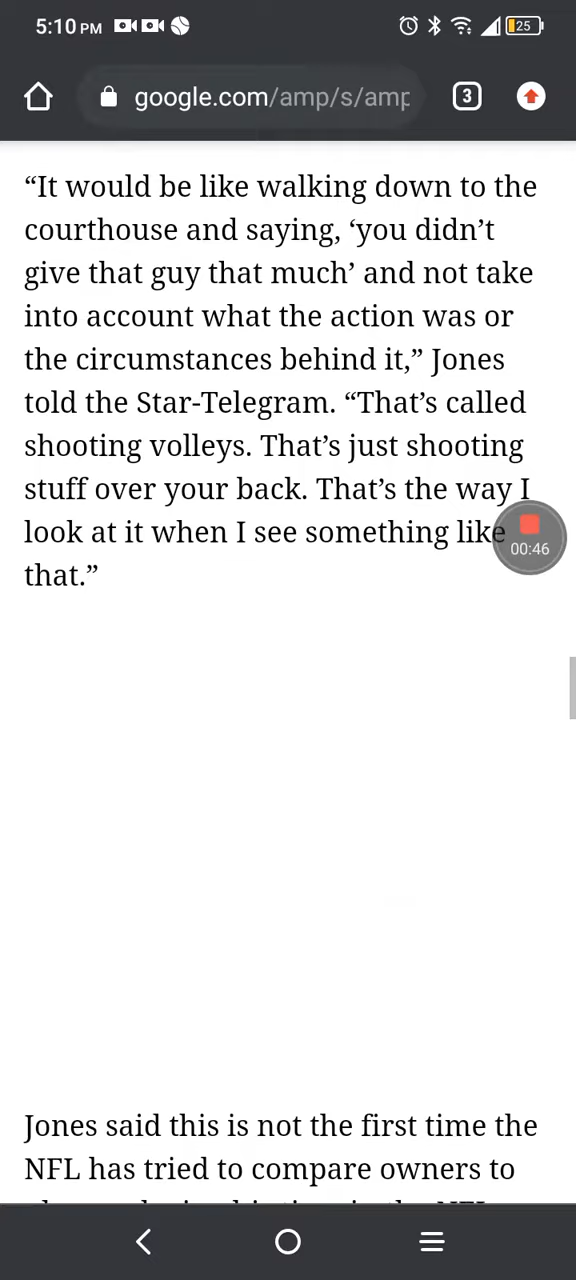 5:10 PM
25
google.com/amp/s/amp
3
“It would be like walking down to the
courthouse and saying, ‘you didn’t
give that guy that much’ and not take
into account what the action was or
the circumstances behind it,” Jones
told the Star-Telegram. “That’s called
shooting volleys. That’s just shooting
stuff over your back. That’s the way I
look at it when I see something like
00:46
that.”
Jones said this is not the first time the
NFL has tried to compare owners to